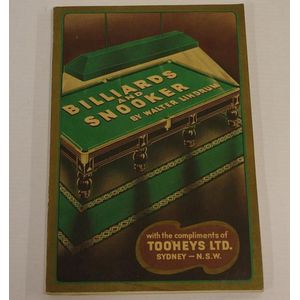 BILLIARDS
AND
SNOOKER
BY WALTER LINDRUM
with the compliments of
TOOHEYS LTD.
SYDNEY — N.S.W.